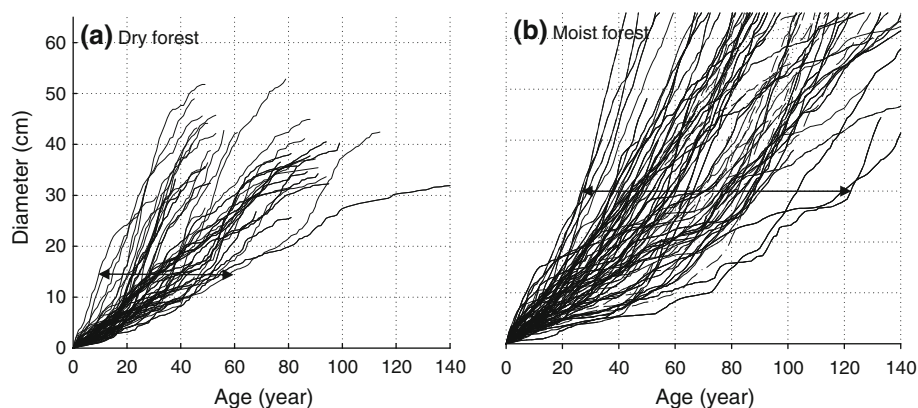 (a) Dry forest
(b) Moist forest
Diameter (cm)
60
50
40
30
20
10
0
0 20 40 60 80 100 120 140
0 20 40 60 80 100 120 140
Age (year)
Age (year)